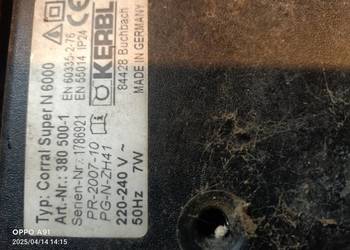 Typ: Corral Super N 6000
Art.-Nr.: 380 500-1
Serien-Nr.: 1786921
PR-2007-10
PG-N-ZH41
220-240 V ~
50Hz 7W
EN 60335-2-76
EN 55014 IP24
KERBL
84428 Buchbach
MADE IN GERMANY
OPPO A91
2025/04/14 14:15